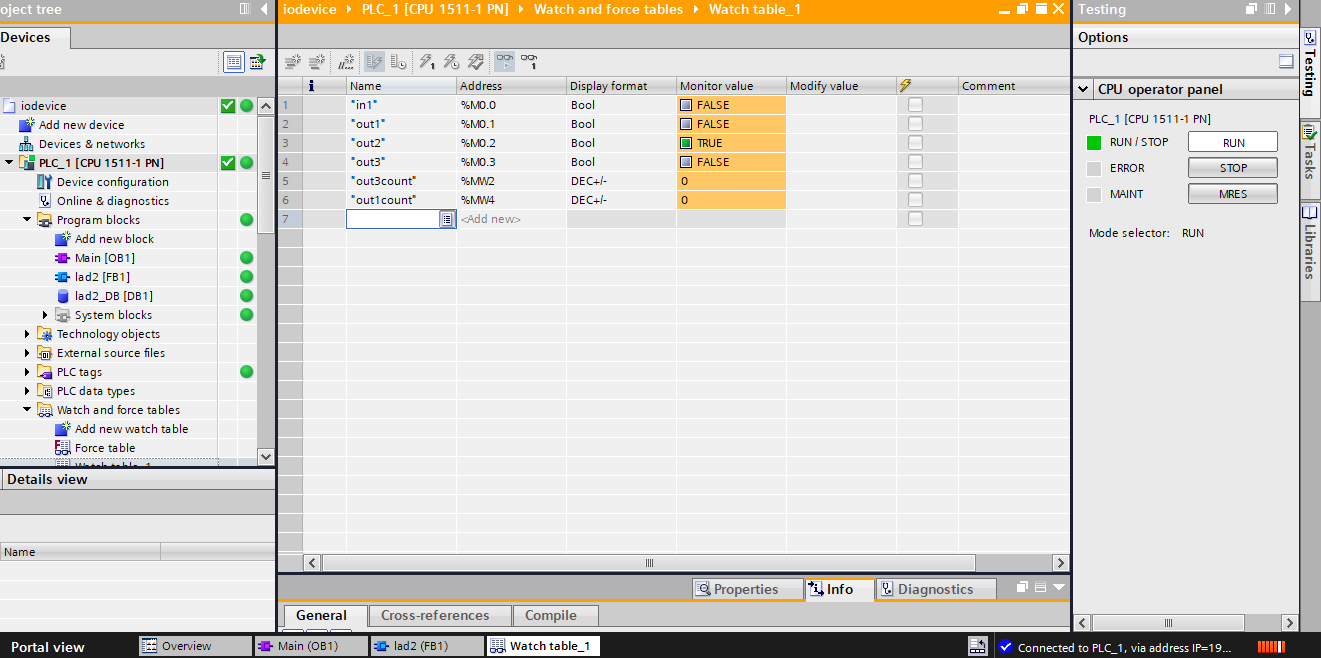 oject tree
iodevice PLC_1 [CPU 1511-1 PN] Watch and force tables Watch table_1
Testing
Devices
Options
i Name Address Display format Monitor value Modify value Comment
CPU operator panel
1 "in1" %M0.0 Bool FALSE
2 "out1" %M0.1 Bool FALSE
3 "out2" %M0.2 Bool TRUE
4 "out3" %M0.3 Bool FALSE
5 "out3count" %MW2 DEC+/- 0
6 "out1count" %MW4 DEC+/- 0
7 <Add new>
iodevice
Add new device
Devices & networks
PLC_1 [CPU 1511-1 PN]
Device configuration
Online & diagnostics
Program blocks
Add new block
Main [OB1]
lad2 [FB1]
lad2_DB [DB1]
System blocks
Technology objects
External source files
PLC tags
PLC data types
Watch and force tables
Add new watch table
Force table
Watch table_1
PLC_1 [CPU 1511-1 PN]
RUN / STOP RUN
ERROR STOP
MAINT MRES
Mode selector: RUN
Testing
Tasks
Libraries
Details view
Name
Properties Info Diagnostics
General Cross-references Compile
Portal view Overview Main (OB1) lad2 (FB1) Watch table_1 Connected to PLC_1, via address IP=19...